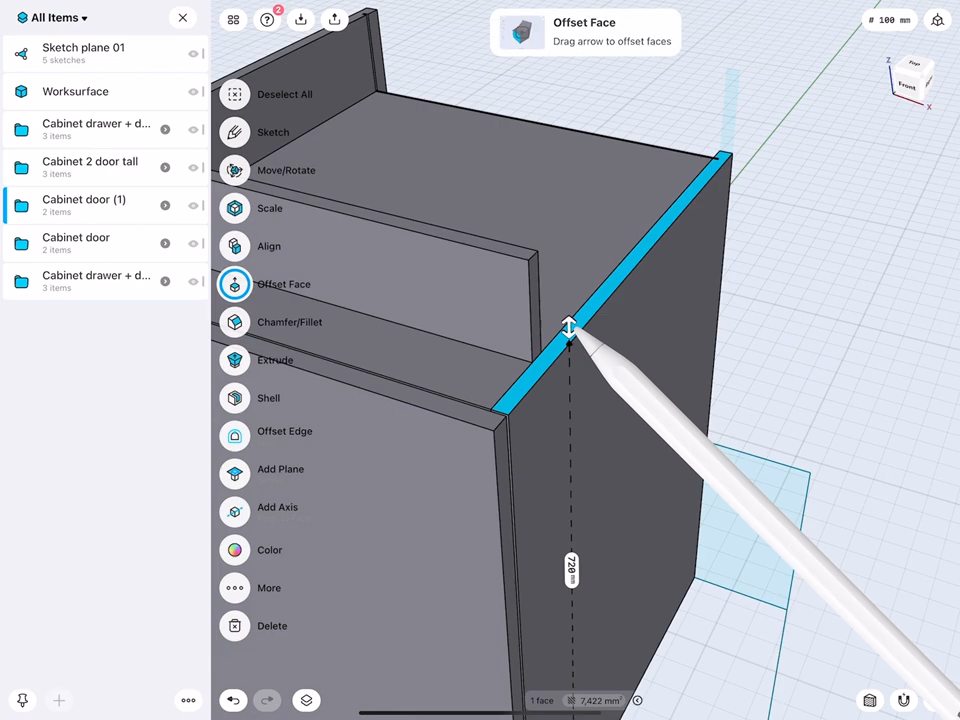 All Items
Sketch plane 01
5 sketches
Worksurface
Cabinet drawer + d...
3 items
Cabinet 2 door tall
3 items
Cabinet door (1)
2 items
Cabinet door
2 items
Cabinet drawer + d...
3 items
2
Offset Face
Drag arrow to offset faces
# 100 mm
Top
Front
Z
X
Deselect All
Sketch
Move/Rotate
Scale
Align
Offset Face
Chamfer/Fillet
Extrude
Shell
Offset Edge
Add Plane
Add Axis
Color
More
Delete
720 mm
1 face 7,422 mm²